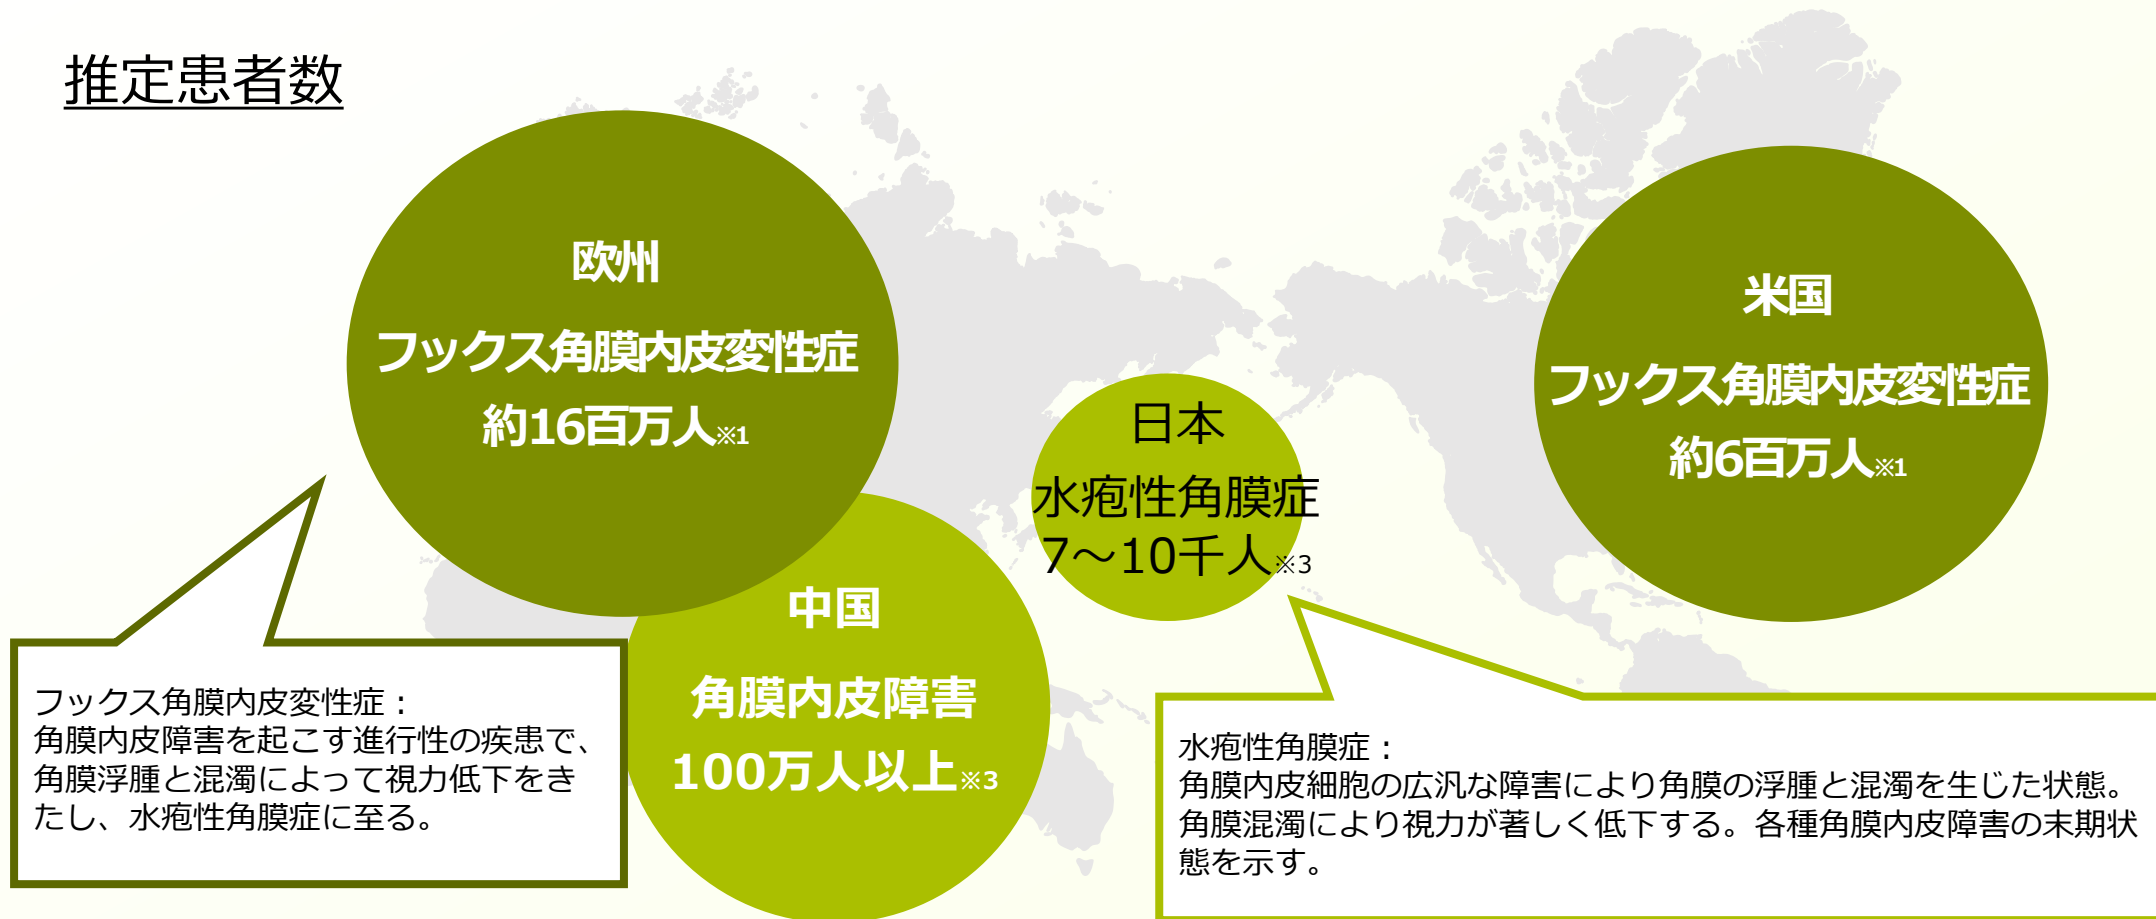 推定患者数
欧州
フックス角膜内皮変性症
約16百万人※1
米国
フックス角膜内皮変性症
約6百万人※1
日本
水疱性角膜症
7～10千人※3
中国
角膜内皮障害
100万人以上※3
フックス角膜内皮変性症：
角膜内皮障害を起こす進行性の疾患で、
角膜浮腫と混濁によって視力低下をき
たし、水疱性角膜症に至る。
水疱性角膜症：
角膜内皮細胞の広汎な障害により角膜の浮腫と混濁を生じた状態。
角膜混濁により視力が著しく低下する。各種角膜内皮障害の末期状
態を示す。